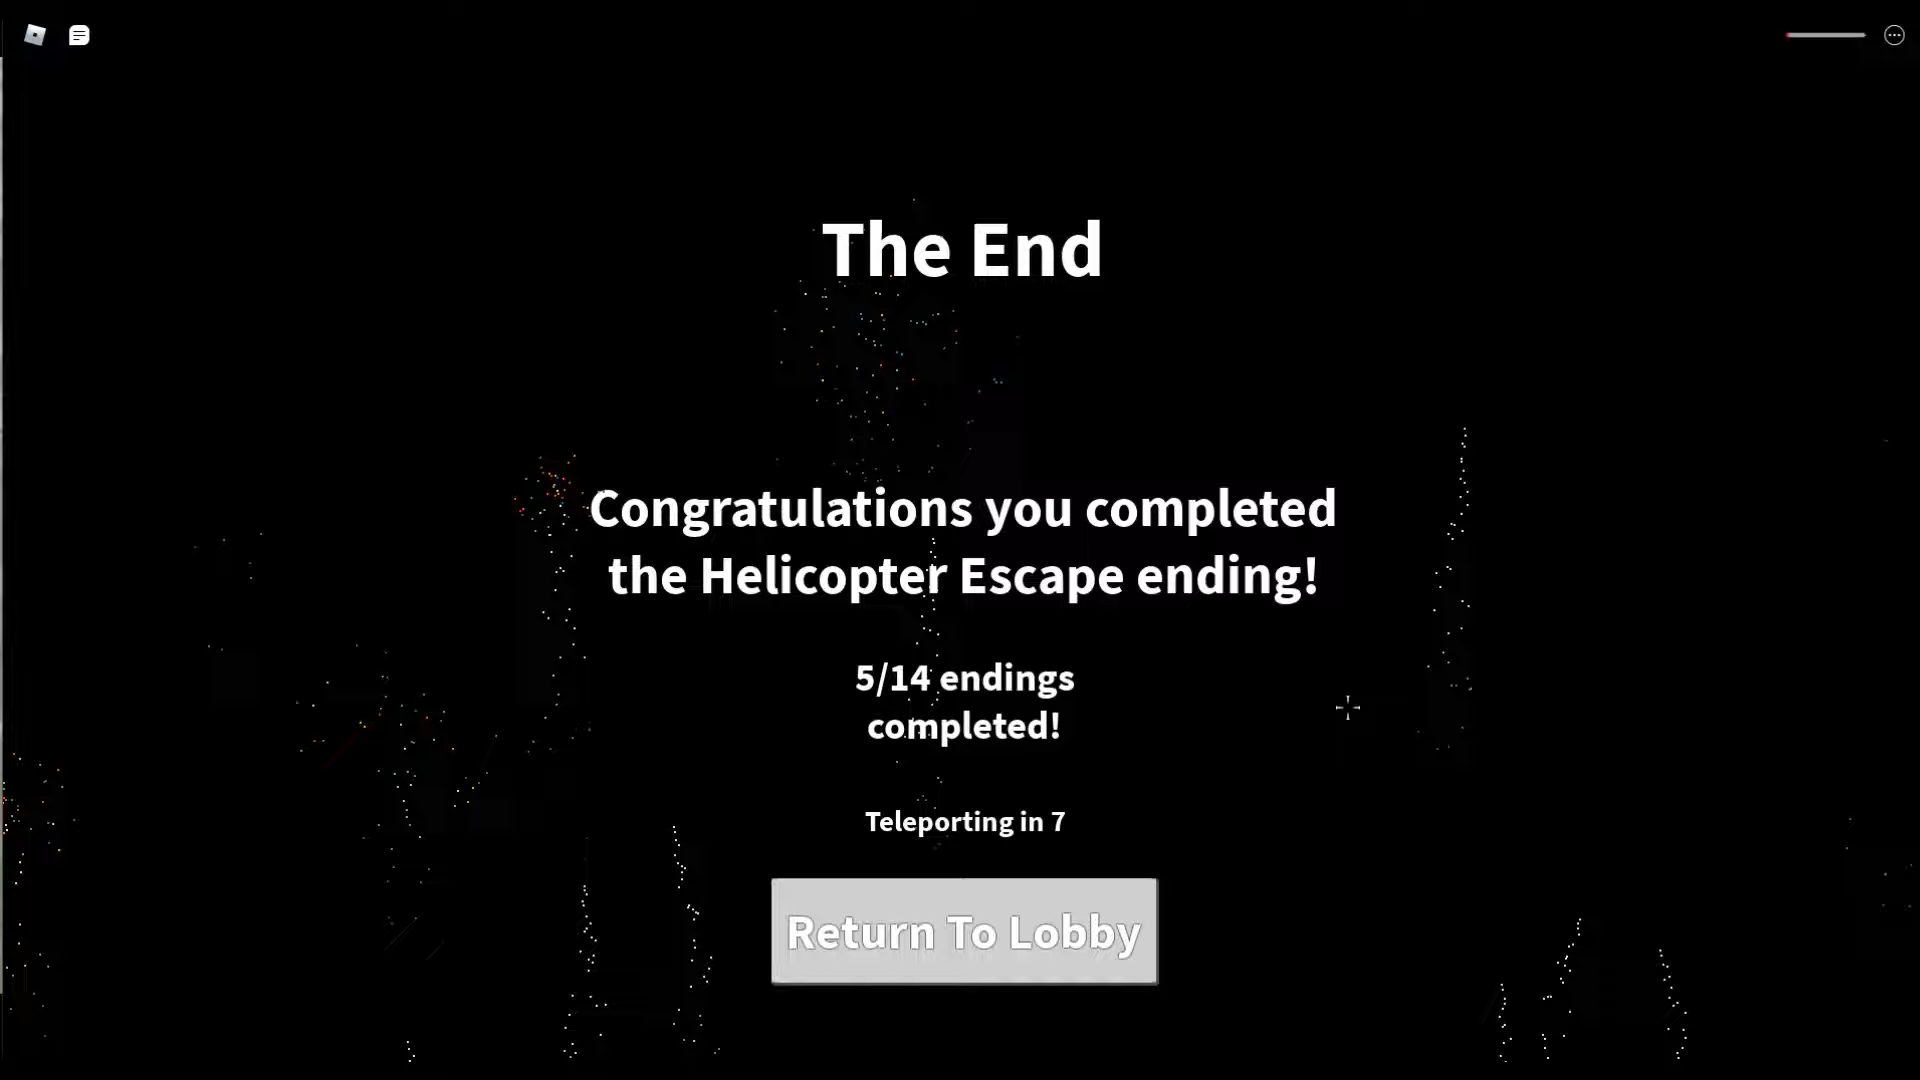 The End
Congratulations you completed
the Helicopter Escape ending!
5/14 endings
completed!
Teleporting in 7
Return To Lobby